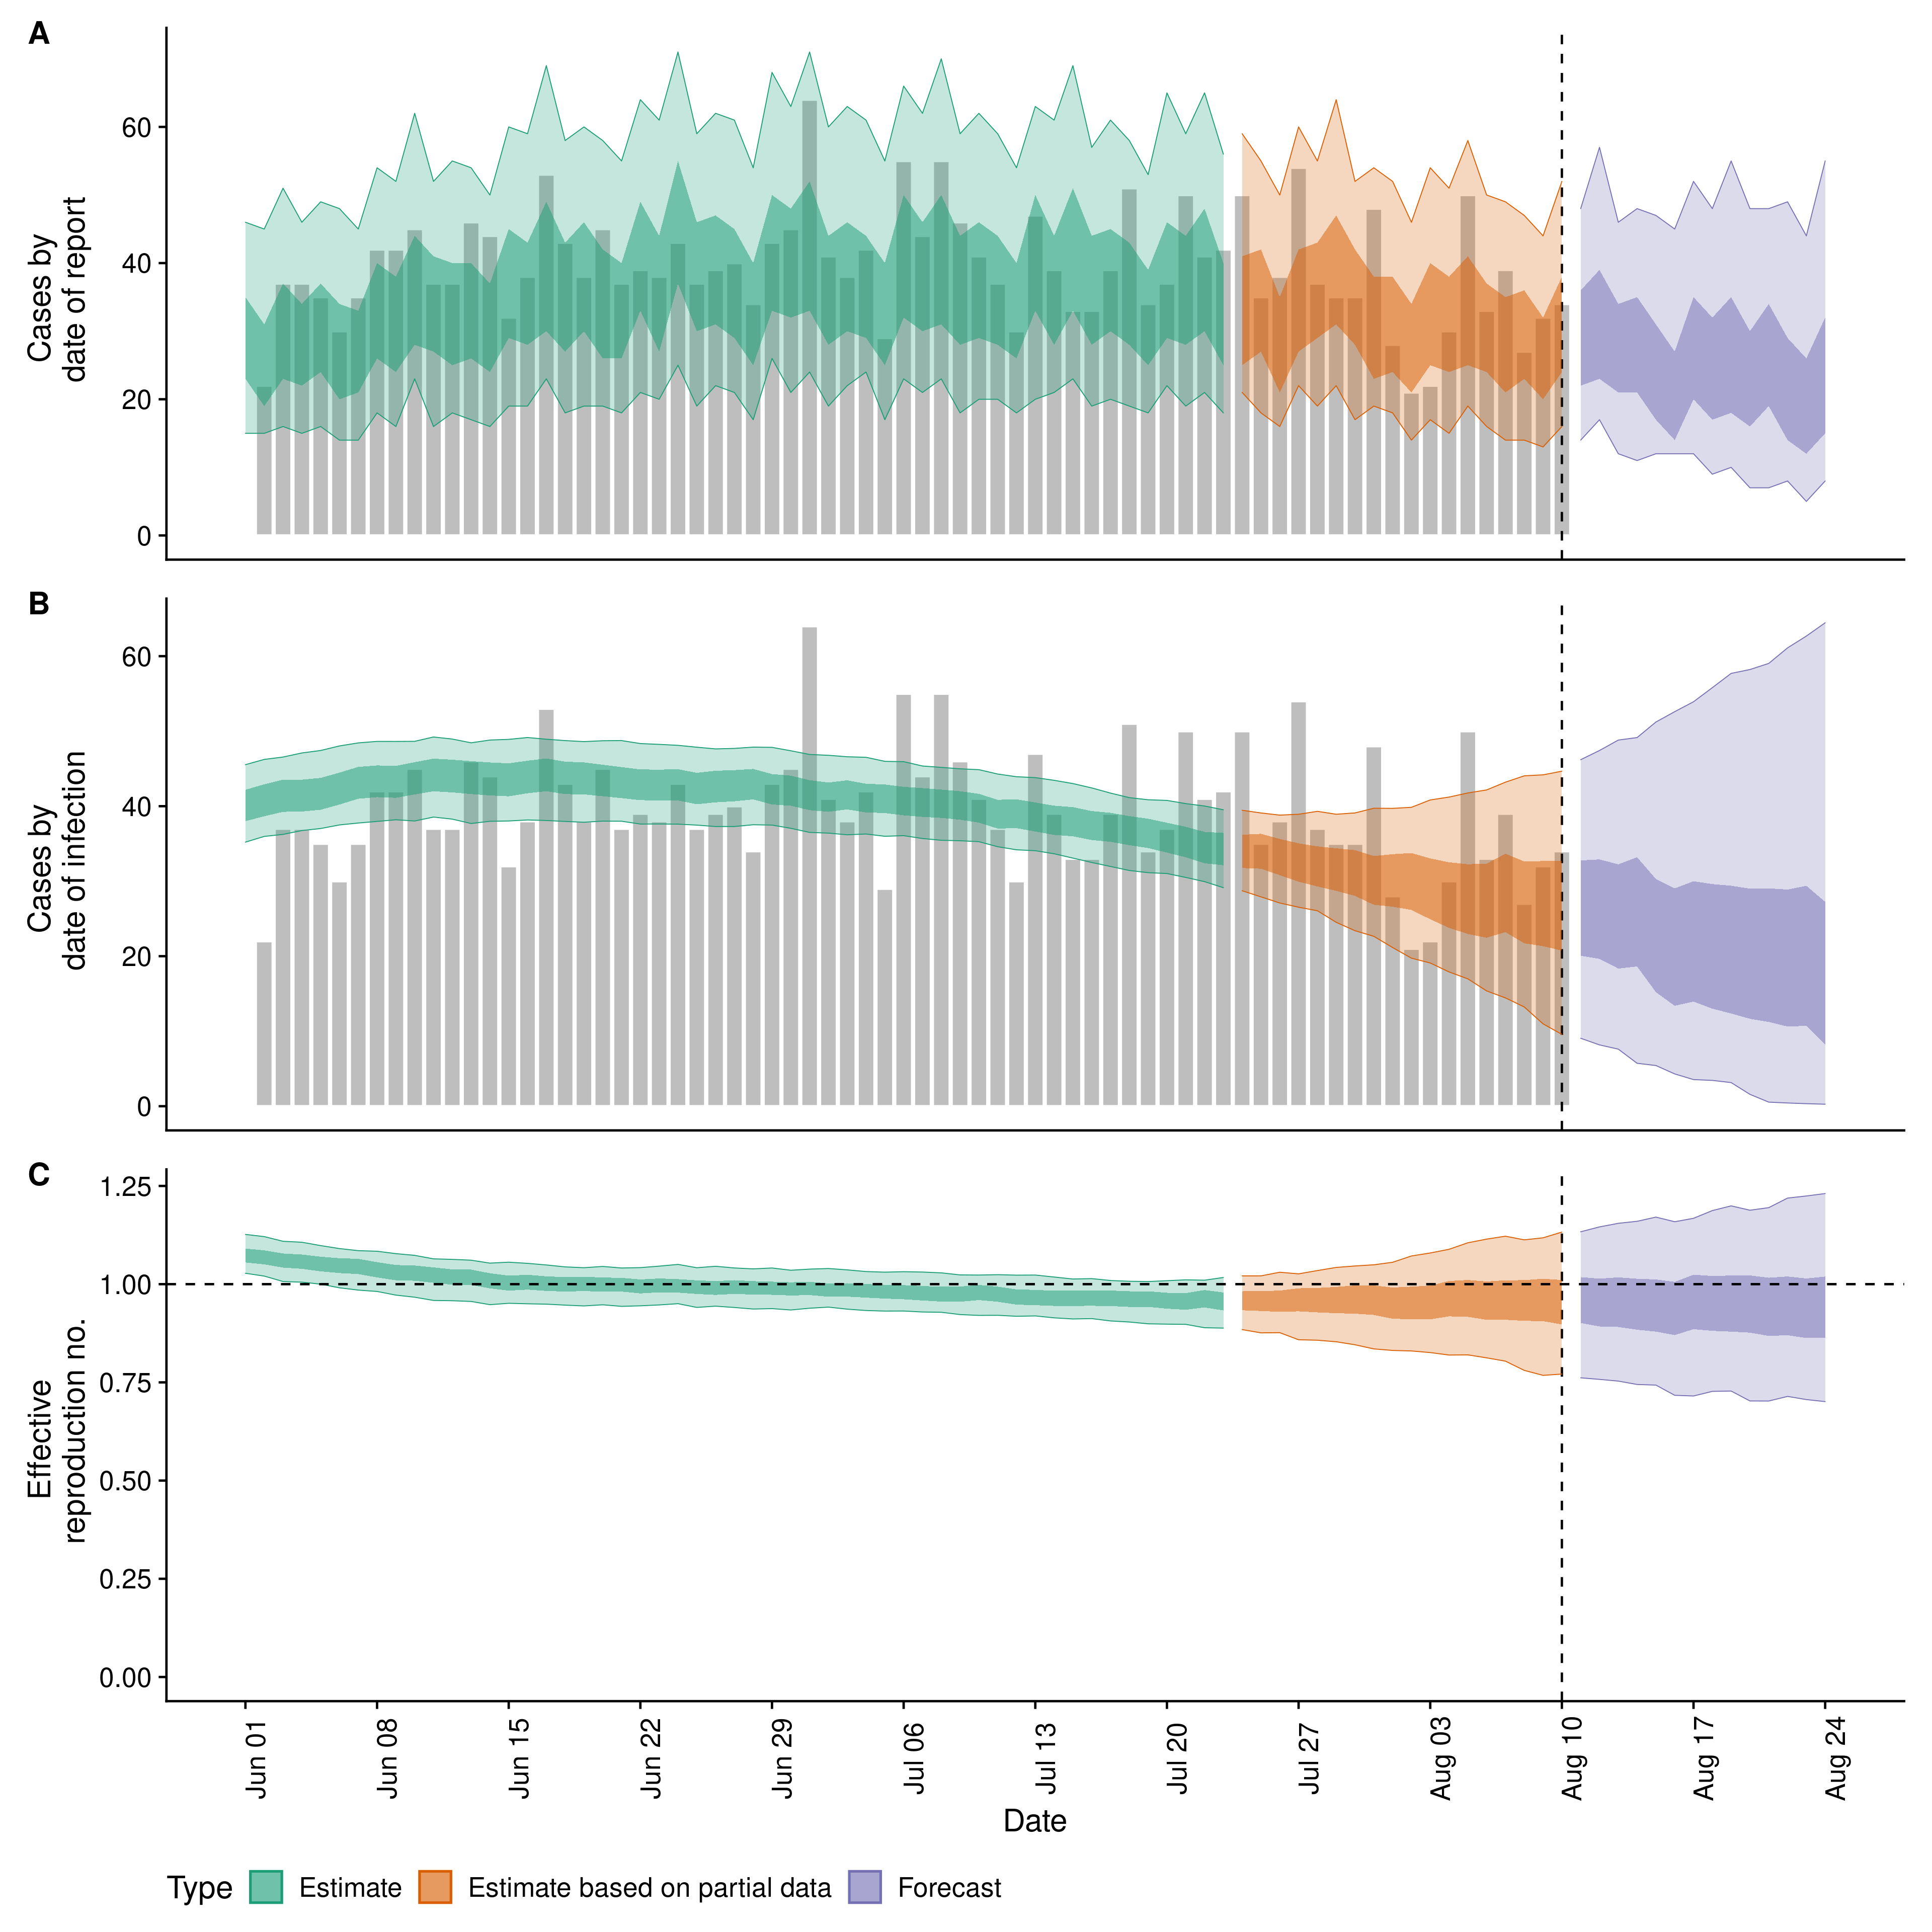 A
Cases by
date of report
60
40
20
0
B
Cases by
date of infection
60
40
20
0
C
Effective
reproduction no.
1.25
1.00
0.75
0.50
0.25
0.00
Jun 01
Jun 08
Jun 15
Jun 22
Jun 29
Jul 06
Jul 13
Jul 20
Jul 27
Aug 03
Aug 10
Aug 17
Aug 24
Date
Type Estimate Estimate based on partial data Forecast